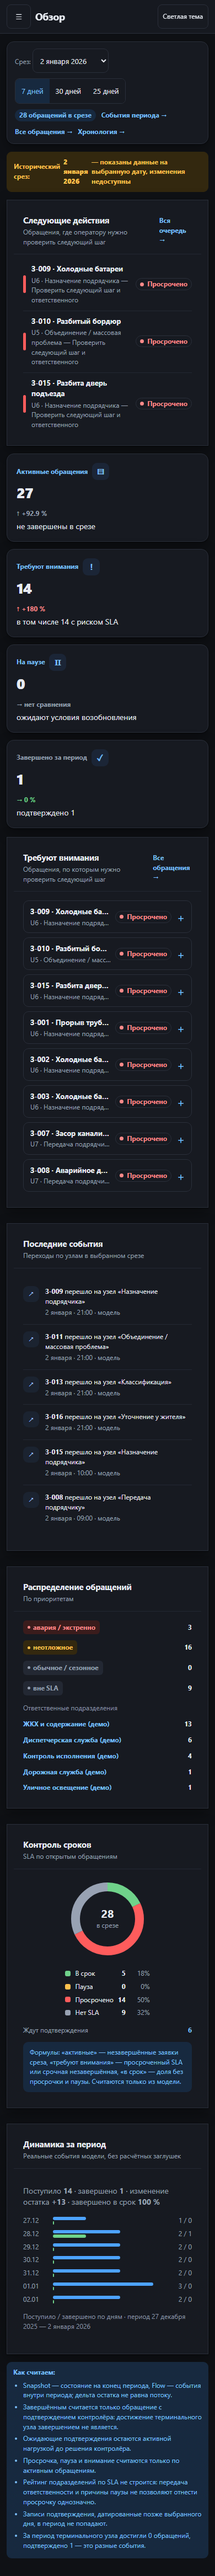 ☰ Обзор Светлая тема
Срез: 2 января 2026
7 дней 30 дней 25 дней
28 обращений в срезе События периода →
Все обращения → Хронология →
Исторический срез: 2 января 2026 — показаны данные на выбранную дату, изменения недоступны
Следующие действия
Вся очередь →
Обращения, где оператору нужно
проверить следующий шаг
З-009 · Холодные батареи
U6 · Назначение подрядчика —
Проверить следующий шаг и
ответственного
Просрочено
З-010 · Разбитый бордюр
U5 · Объединение / массовая
проблема — Проверить
следующий шаг и
ответственного
Просрочено
З-015 · Разбита дверь
подъезда
U6 · Назначение подрядчика —
Проверить следующий шаг и
ответственного
Просрочено
Активные обращения
27
↑ +92.9 %
не завершены в срезе
Требуют внимания !
14
↑ +180 %
в том числе 14 с риском SLA
На паузе
0
→ нет сравнения
ожидают условия возобновления
Завершено за период ✓
1
→ 0 %
подтверждено 1
Требуют внимания
Все обращения →
Обращения, по которым нужно
проверить следующий шаг
З-009 · Холодные ба...
U6 · Назначение подряд...
Просрочено +
З-010 · Разбитый бо...
U5 · Объединение / масс...
Просрочено +
З-015 · Разбита двер...
U6 · Назначение подряд...
Просрочено +
З-001 · Прорыв труб...
U6 · Назначение подряд...
Просрочено +
З-002 · Холодные ба...
U6 · Назначение подряд...
Просрочено +
З-003 · Холодные ба...
U6 · Назначение подряд...
Просрочено +
З-007 · Засор канали...
U7 · Передача подрядчи...
Просрочено +
З-008 · Аварийное д...
U7 · Передача подрядчи...
Просрочено +
Последние события
Переходы по узлам в выбранном срезе
↗ З-009 перешло на узел «Назначение
подрядчика»
2 января · 21:00 · модель
↗ З-011 перешло на узел «Объединение /
массовая проблема»
2 января · 21:00 · модель
↗ З-013 перешло на узел «Классификация»
2 января · 21:00 · модель
↗ З-016 перешло на узел «Уточнение у жителя»
2 января · 21:00 · модель
↗ З-015 перешло на узел «Назначение
подрядчика»
2 января · 10:00 · модель
↗ З-008 перешло на узел «Передача
подрядчику»
2 января · 09:00 · модель
Распределение обращений
По приоритетам
авария / экстренно 3
неотложное 16
обычное / сезонное 0
вне SLA 9
Ответственные подразделения
ЖКХ и содержание (демо) 13
Диспетчерская служба (демо) 6
Контроль исполнения (демо) 4
Дорожная служба (демо) 1
Уличное освещение (демо) 1
Контроль сроков
SLA по открытым обращениям
28
в срезе
В срок 5 18%
Пауза 0 0%
Просрочено 14 50%
Нет SLA 9 32%
Ждут подтверждения 6
Формулы: «активные» — незавершённые заявки
среза, «требуют внимания» — просроченный SLA
или срочная незавершённая, «в срок» — доля без
просрочки и паузы. Считаются только из модели.
Динамика за период
Реальные события модели, без расчётных заглушек
Поступило 14 · завершено 1 · изменение
остатка +13 · завершено в срок 100 %
27.12 1 / 0
28.12 2 / 1
29.12 2 / 0
30.12 2 / 0
31.12 2 / 0
01.01 3 / 0
02.01 2 / 0
Поступило / завершено по дням · период 27 декабря
2025 — 2 января 2026
Как считаем:
• Snapshot — состояние на конец периода, Flow — события
внутри периода; дельта остатка не равна потоку.
• Завершённым считается только обращение с
подтверждением контролёра: достижение терминального
узла завершением не является.
• Ожидающие подтверждения остаются активной
нагрузкой до решения контролёра.
• Просрочка, пауза и внимание считаются только по
активным обращениям.
• Рейтинг подразделений по SLA не строится: передача
ответственности и причины паузы не позволяют отнести
просрочку однозначно.
• Записи подтверждения, датированные позже выбранного
дня, в период не попадают.
• За период терминального узла достигли 0 обращений,
подтверждено 1 — это разные события.